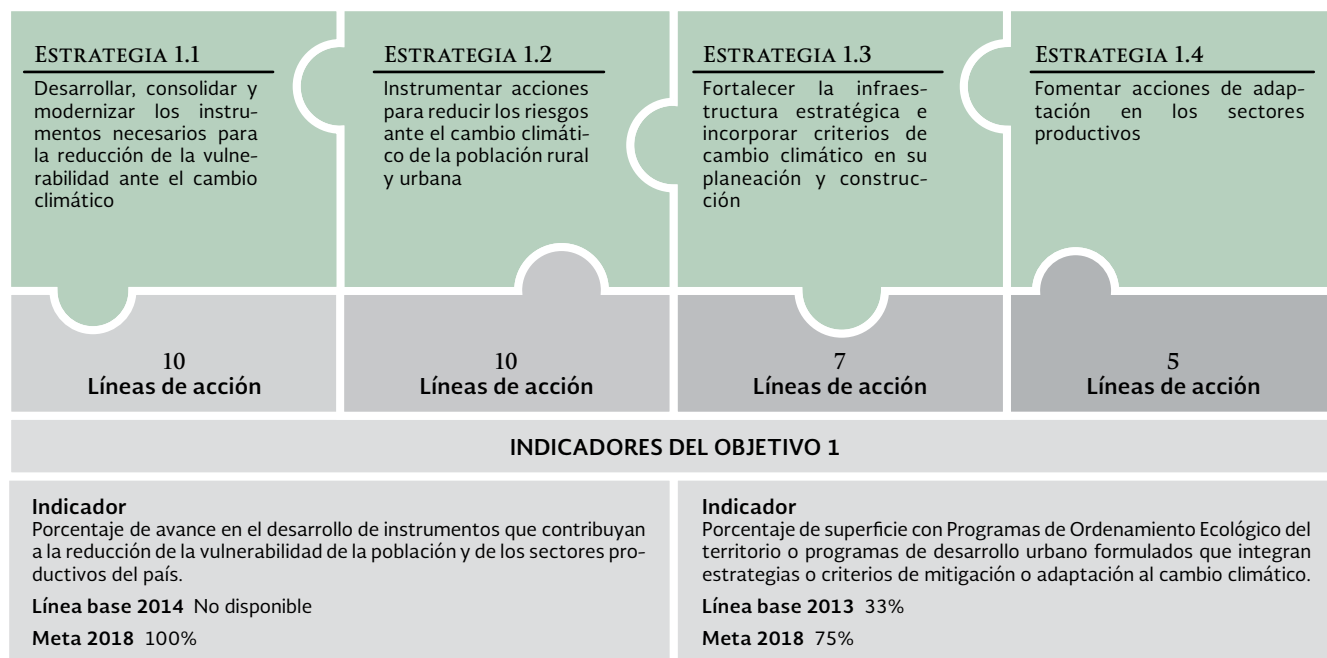 ESTRATEGIA 1.1
Desarrollar, consolidar y
modernizar los instru-
mentos necesarios para
la reducción de la vulne-
rabilidad ante el cambio
climático
10
Líneas de acción
ESTRATEGIA 1.2
Instrumentar acciones
para reducir los riesgos
ante el cambio climáti-
co de la población rural
y urbana
10
Líneas de acción
ESTRATEGIA 1.3
Fortalecer la infraes-
tructura estratégica e
incorporar criterios de
cambio climático en su
planeación y construc-
ción
7
Líneas de acción
ESTRATEGIA 1.4
Fomentar acciones de adap-
tación en los sectores
productivos
5
Líneas de acción
INDICADORES DEL OBJETIVO 1
Indicador
Porcentaje de avance en el desarrollo de instrumentos que contribuyan
a la reducción de la vulnerabilidad de la población y de los sectores pro-
ductivos del país.
Línea base 2014 No disponible
Meta 2018 100%
Indicador
Porcentaje de superficie con Programas de Ordenamiento Ecológico del
territorio o programas de desarrollo urbano formulados que integran
estrategias o criterios de mitigación o adaptación al cambio climático.
Línea base 2013 33%
Meta 2018 75%